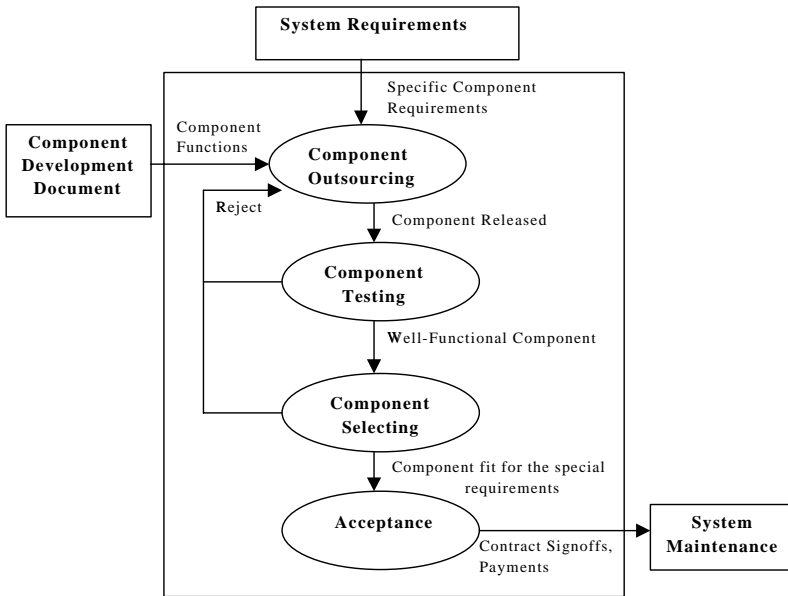 System Requirements
Specific Component
Requirements
Component
Functions
Component
Development
Document
Component
Outsourcing
Reject
Component Released
Component
Testing
Well-Functional Component
Component
Selecting
Component fit for the special
requirements
Acceptance
System
Maintenance
Contract Signoffs,
Payments